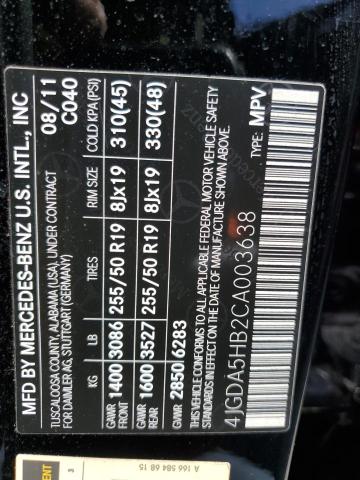 MFD BY MERCEDES-BENZ U.S. INTL., INC
TUSCALOOSA COUNTY, ALABAMA (USA), UNDER CONTRACT 08/11
FOR DAIMLER AG, STUTTGART (GERMANY) C040
KG LB TIRES RIM SIZE COLD KPA(PSI)
GAWR FRONT 1400 3086 255/50 R19 8Jx19 310(45)
GAWR REAR 1600 3527 255/50 R19 8Jx19 330(48)
GVWR 2850 6283
THIS VEHICLE CONFORMS TO ALL APPLICABLE FEDERAL MOTOR VEHICLE SAFETY
STANDARDS IN EFFECT ON THE DATE OF MANUFACTURE SHOWN ABOVE.
4JGDA5HB2CA003638 TYPE: MPV
A 166 584 68 15